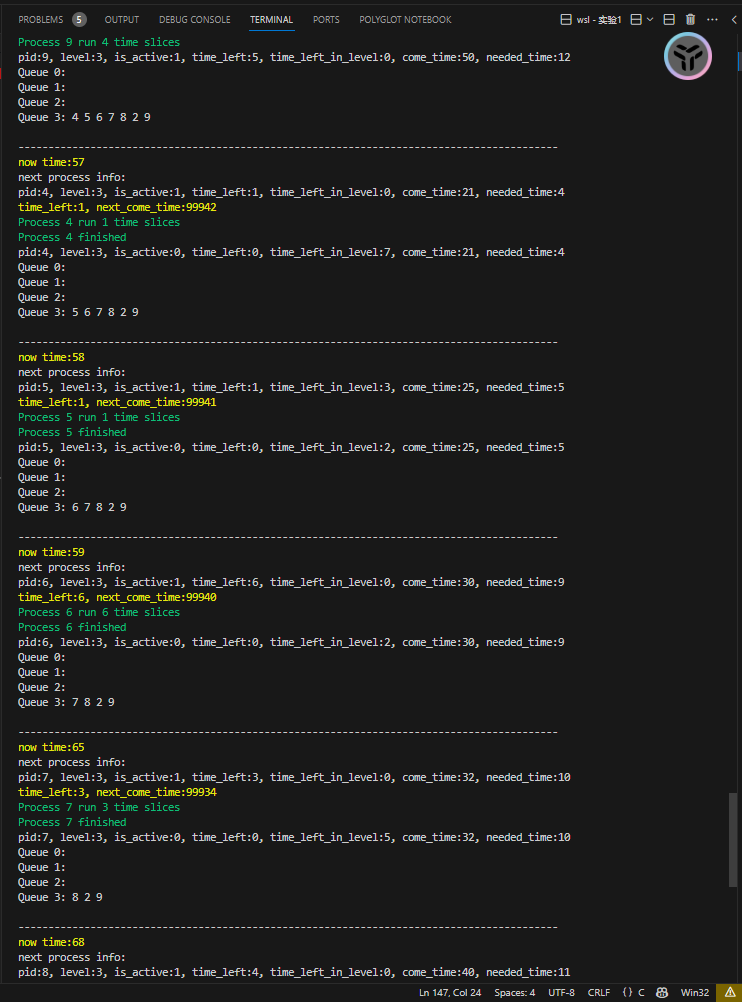 PROBLEMS 5 OUTPUT DEBUG CONSOLE TERMINAL PORTS POLYGLOT NOTEBOOK wsl - 实验1
Process 9 run 4 time slices
pid:9, level:3, is_active:1, time_left:5, time_left_in_level:0, come_time:50, needed_time:12
Queue 0:
Queue 1:
Queue 2:
Queue 3: 4 5 6 7 8 2 9
------------------------------------------------------------------------------------------
now time:57
next process info:
pid:4, level:3, is_active:1, time_left:1, time_left_in_level:0, come_time:21, needed_time:4
time_left:1, next_come_time:99942
Process 4 run 1 time slices
Process 4 finished
pid:4, level:3, is_active:0, time_left:0, time_left_in_level:7, come_time:21, needed_time:4
Queue 0:
Queue 1:
Queue 2:
Queue 3: 5 6 7 8 2 9
------------------------------------------------------------------------------------------
now time:58
next process info:
pid:5, level:3, is_active:1, time_left:1, time_left_in_level:3, come_time:25, needed_time:5
time_left:1, next_come_time:99941
Process 5 run 1 time slices
Process 5 finished
pid:5, level:3, is_active:0, time_left:0, time_left_in_level:2, come_time:25, needed_time:5
Queue 0:
Queue 1:
Queue 2:
Queue 3: 6 7 8 2 9
------------------------------------------------------------------------------------------
now time:59
next process info:
pid:6, level:3, is_active:1, time_left:6, time_left_in_level:0, come_time:30, needed_time:9
time_left:6, next_come_time:99940
Process 6 run 6 time slices
Process 6 finished
pid:6, level:3, is_active:0, time_left:0, time_left_in_level:2, come_time:30, needed_time:9
Queue 0:
Queue 1:
Queue 2:
Queue 3: 7 8 2 9
------------------------------------------------------------------------------------------
now time:65
next process info:
pid:7, level:3, is_active:1, time_left:3, time_left_in_level:0, come_time:32, needed_time:10
time_left:3, next_come_time:99934
Process 7 run 3 time slices
Process 7 finished
pid:7, level:3, is_active:0, time_left:0, time_left_in_level:5, come_time:32, needed_time:10
Queue 0:
Queue 1:
Queue 2:
Queue 3: 8 2 9
------------------------------------------------------------------------------------------
now time:68
next process info:
pid:8, level:3, is_active:1, time_left:4, time_left_in_level:0, come_time:40, needed_time:11
Ln 147, Col 24 Spaces: 4 UTF-8 CRLF {} C Win32